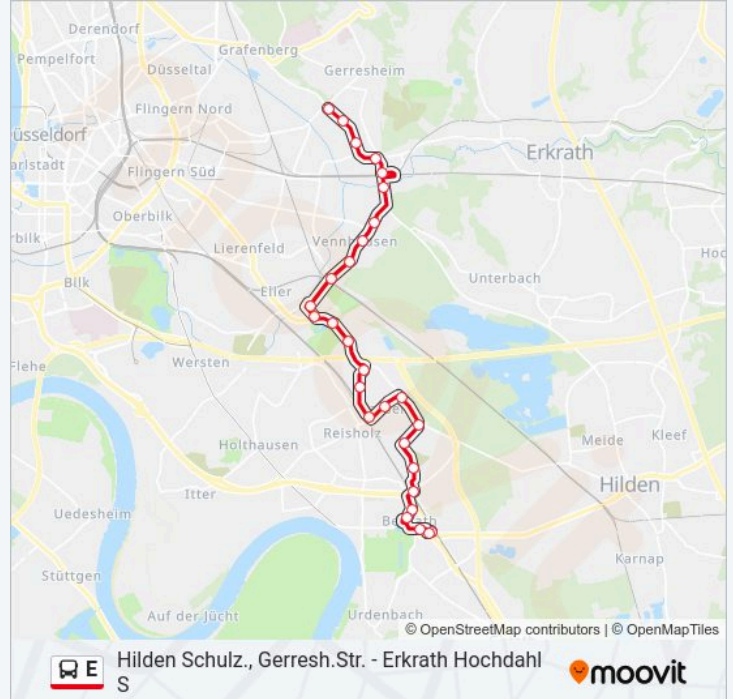 Derendorf
Grafenberg
Pempelfort
Düsseltal
Gerresheim
Flingern Nord
üsseldorf
Erkrath
arlstadt
Flingern Süd
Oberbilk
rbilk
Lierenfeld
Vennhausen
Hoc
Unterbach
Bilk
Eller
Flehe
Wersten
Reisholz
Holthausen
Meide
Kleef
Hilden
Itter
Uedesheim
Karnap
Stüttgen
Auf der Jücht
Urdenbach
© OpenStreetMap contributors | © OpenMapTiles
E
Hilden Schulz., Gerresh.Str. - Erkrath Hochdahl
S
moovit